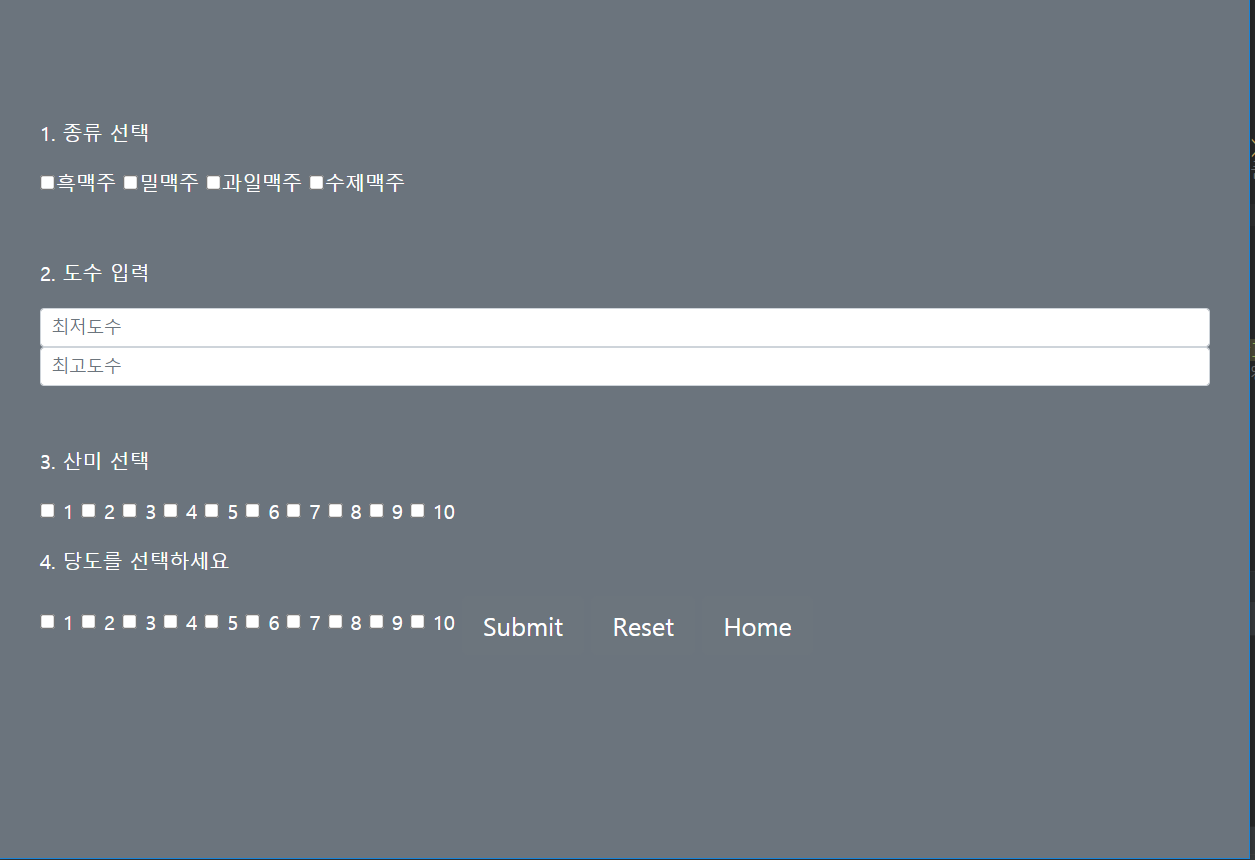 1. 종류 선택
흑맥주 밀맥주 과일맥주 수제맥주
2. 도수 입력
최저도수
최고도수
3. 산미 선택
1 2 3 4 5 6 7 8 9 10
4. 당도를 선택하세요
1 2 3 4 5 6 7 8 9 10 Submit Reset Home